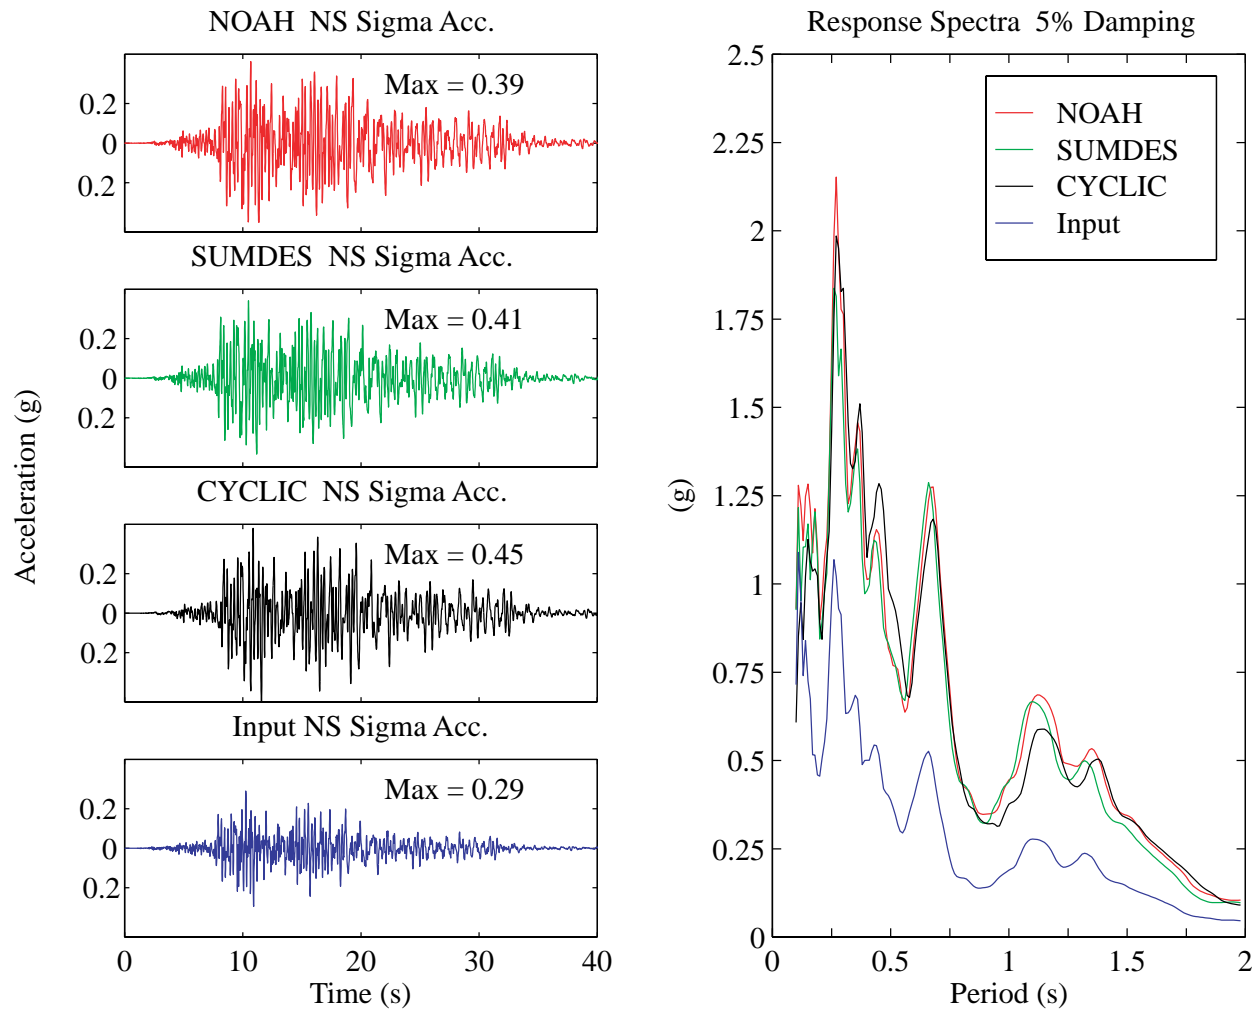 NOAH NS Sigma Acc.
Max = 0.39
0.2
0
0.2
SUMDES NS Sigma Acc.
Max = 0.41
0.2
0
0.2
CYCLIC NS Sigma Acc.
Max = 0.45
0.2
0
0.2
Input NS Sigma Acc.
Max = 0.29
0.2
0
0.2
0 10 20 30 40
Time (s)
Acceleration (g)
Response Spectra 5% Damping
NOAH
SUMDES
CYCLIC
Input
2.5
2.25
2
1.75
1.5
1.25
1
0.75
0.5
0.25
0
(g)
0 0.5 1 1.5 2
Period (s)